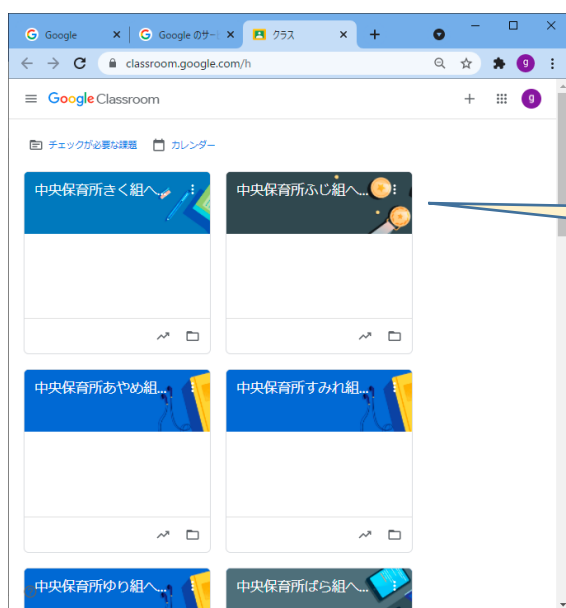 Google
Google のサー
クラス
classroom.google.com/h
g
Google Classroom
g
チェックが必要な課題 カレンダー
中央保育所きく組へ...
中央保育所ふじ組へ...
中央保育所あやめ組...
中央保育所すみれ組...
中央保育所ゆり組へ...
中央保育所ばら組へ...